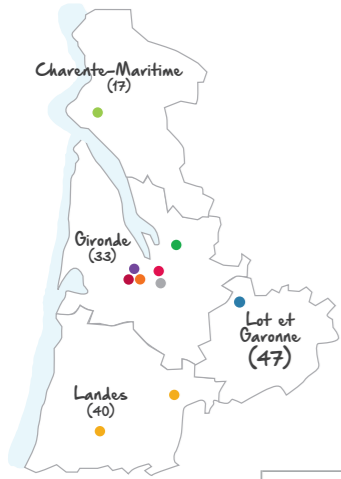 Charente-Maritime
(17)
Gironde
(33)
Lot et
Garonne
(47)
Landes
(40)